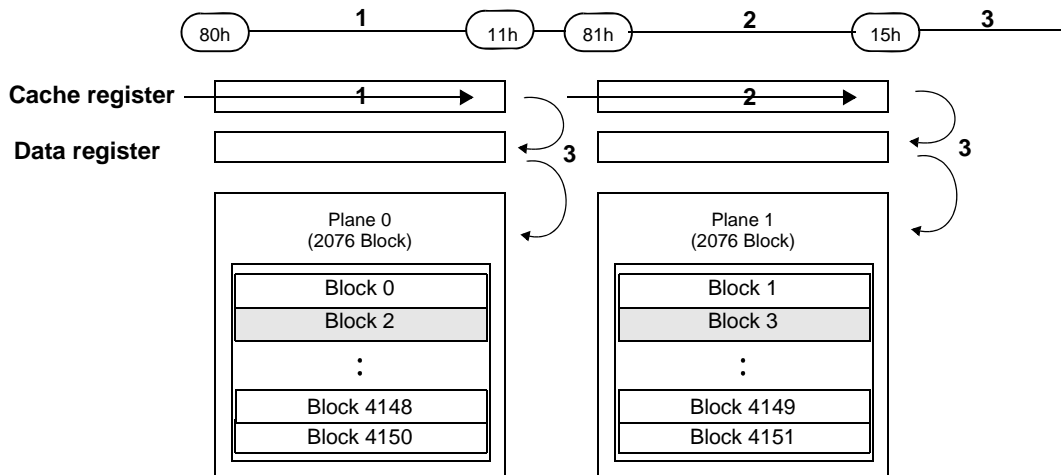 1 2 3
80h 11h 81h 15h
Cache register 1 2
Data register 3 3
Plane 0 Plane 1
(2076 Block) (2076 Block)
Block 0 Block 1
Block 2 Block 3
: :
Block 4148 Block 4149
Block 4150 Block 4151